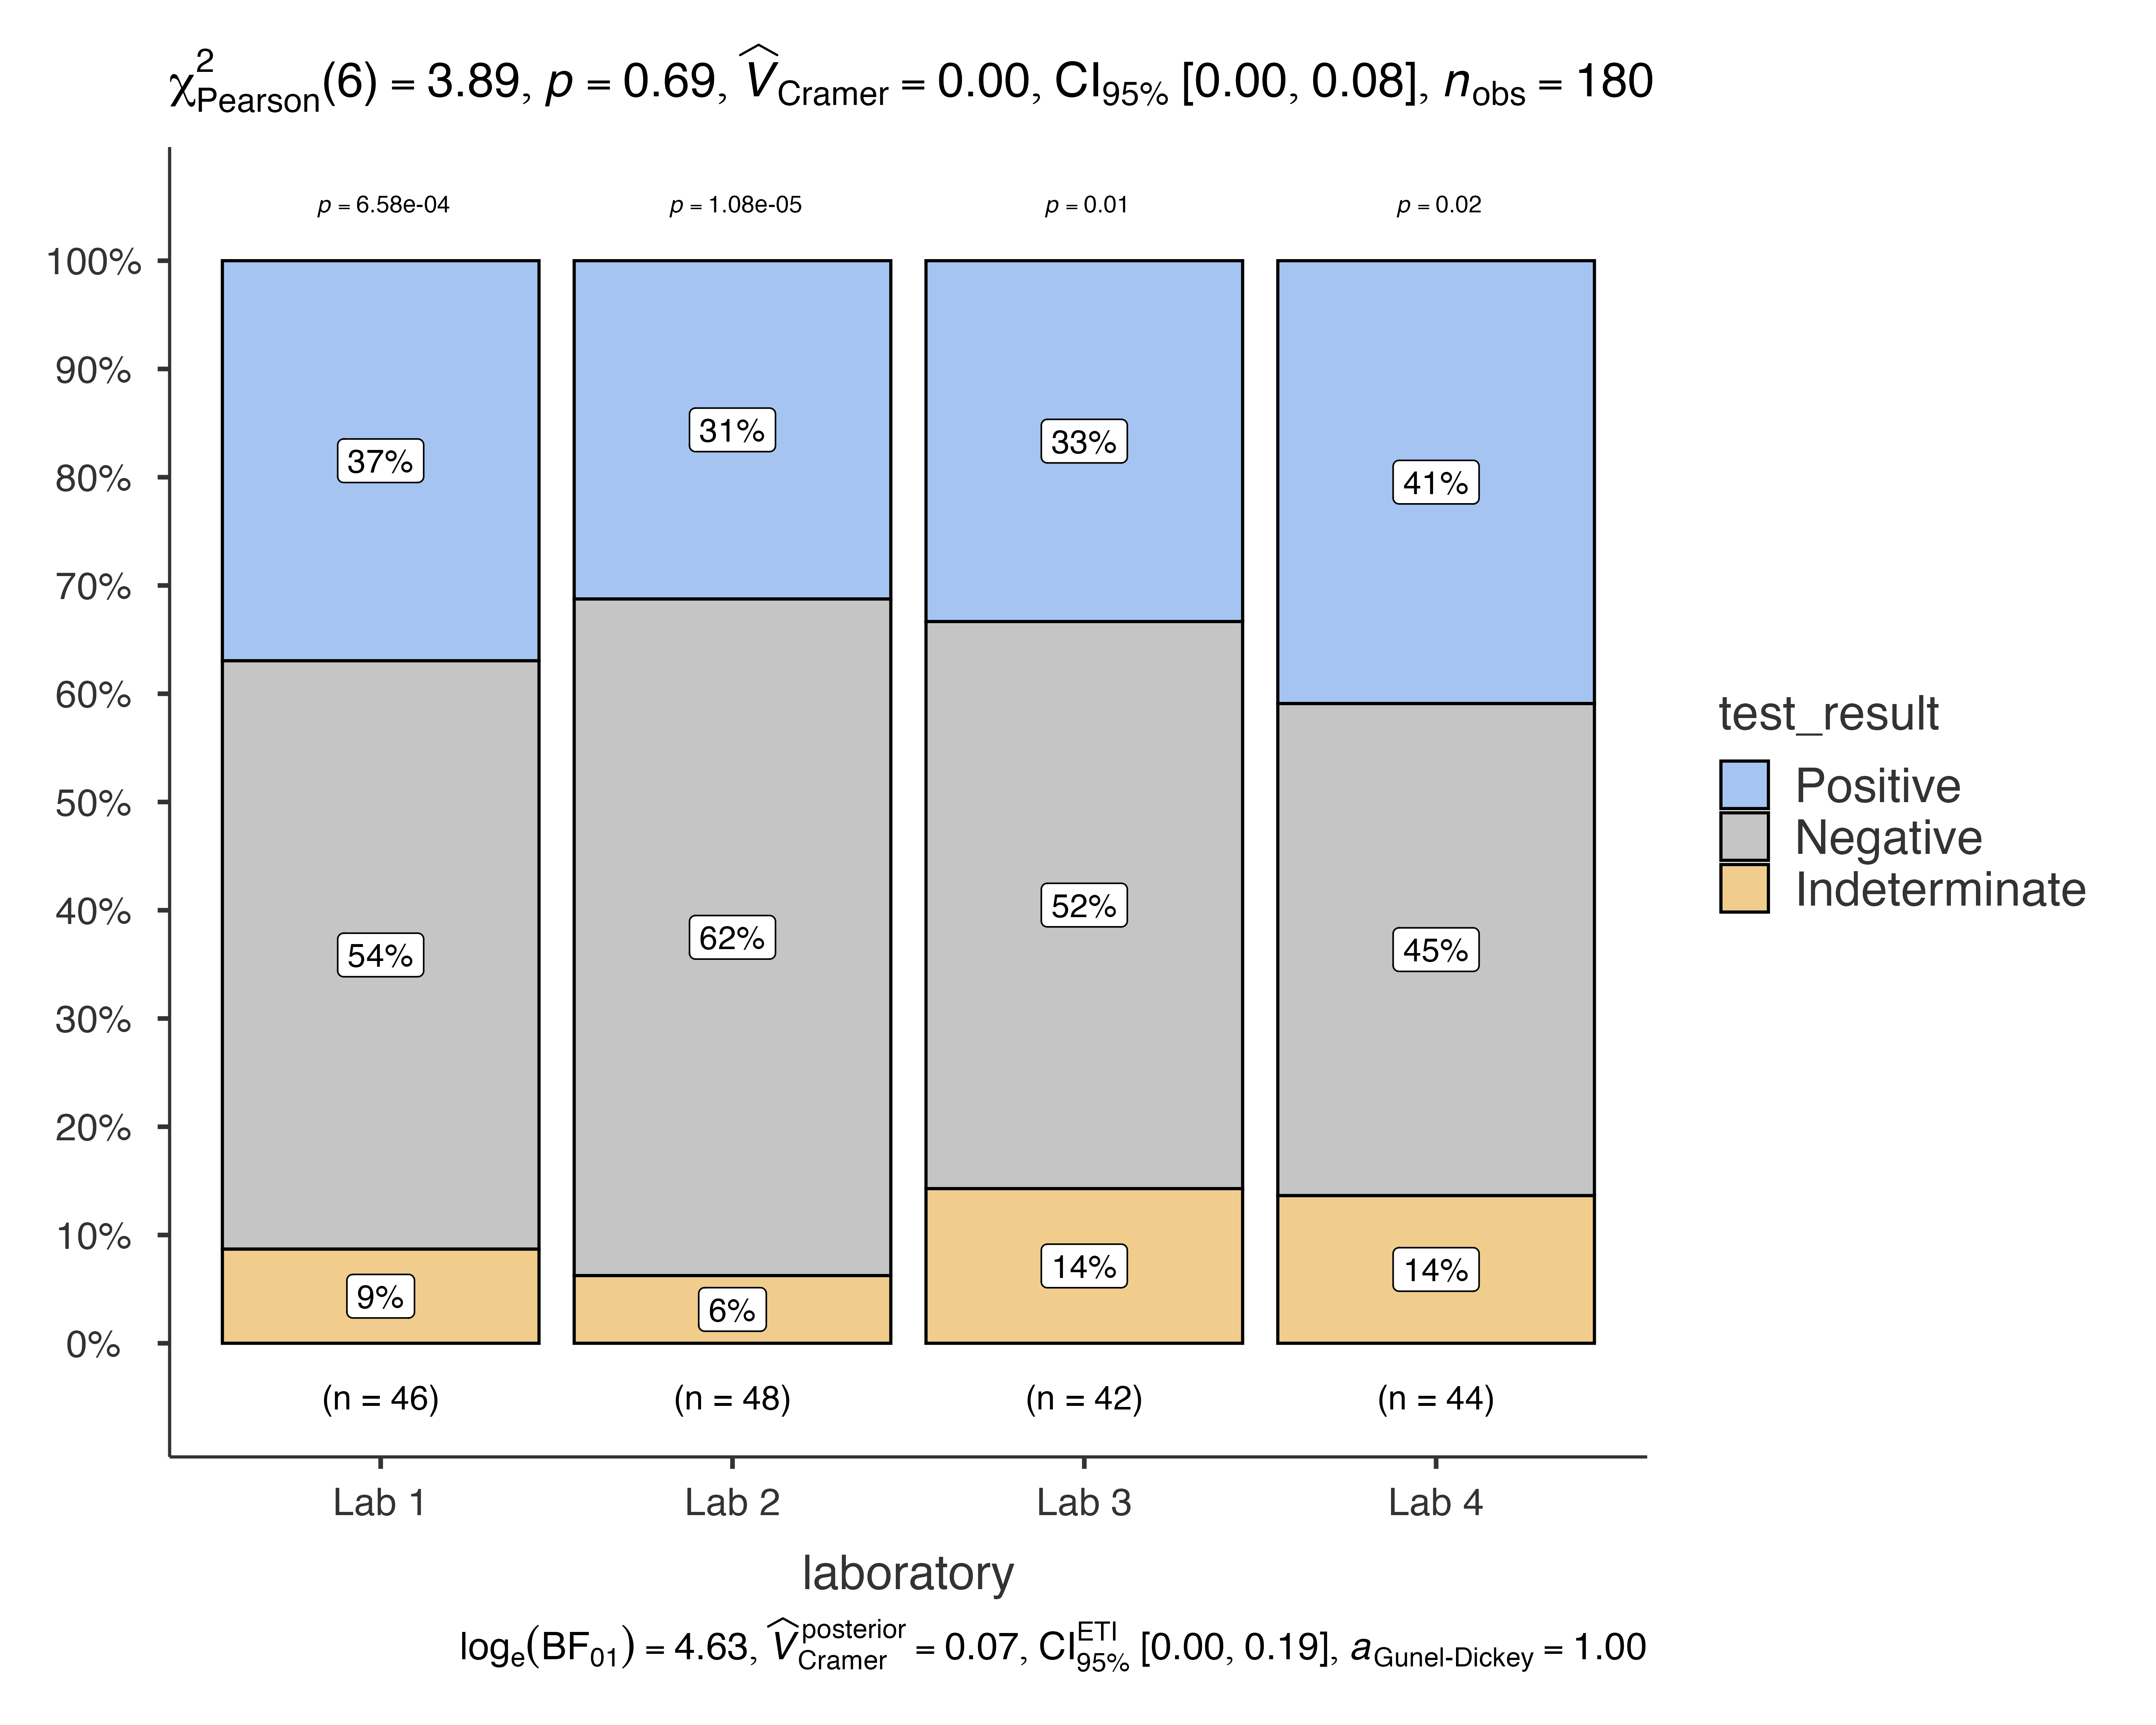 χ²Pearson(6) = 3.89, p = 0.69, V̂Cramer = 0.00, CI95% [0.00, 0.08], nobs = 180
p = 6.58e-04 p = 1.08e-05 p = 0.01 p = 0.02
100%
90%
80%
70%
60%
50%
40%
30%
20%
10%
0%
37% 31% 33% 41%
54% 62% 52% 45%
9% 6% 14% 14%
(n = 46) (n = 48) (n = 42) (n = 44)
Lab 1 Lab 2 Lab 3 Lab 4
laboratory
test_result
Positive
Negative
Indeterminate
loge(BF01) = 4.63, V̂Cramer posterior = 0.07, CI95% ETI [0.00, 0.19], aGunel-Dickey = 1.00